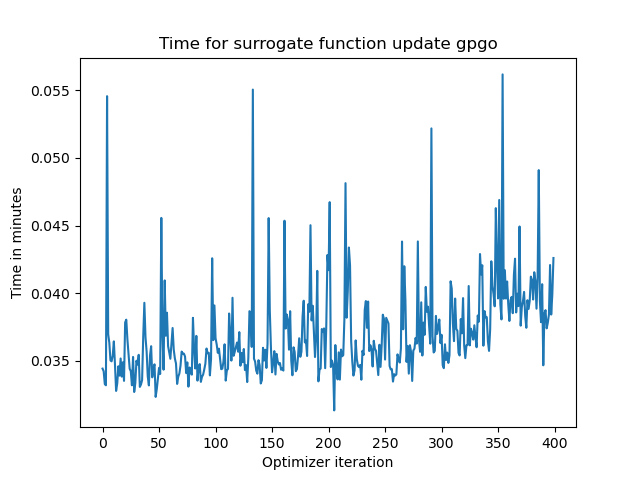 Time for surrogate function update gpgo
0.055
0.050
0.045
0.040
0.035
Time in minutes
0 50 100 150 200 250 300 350 400
Optimizer iteration